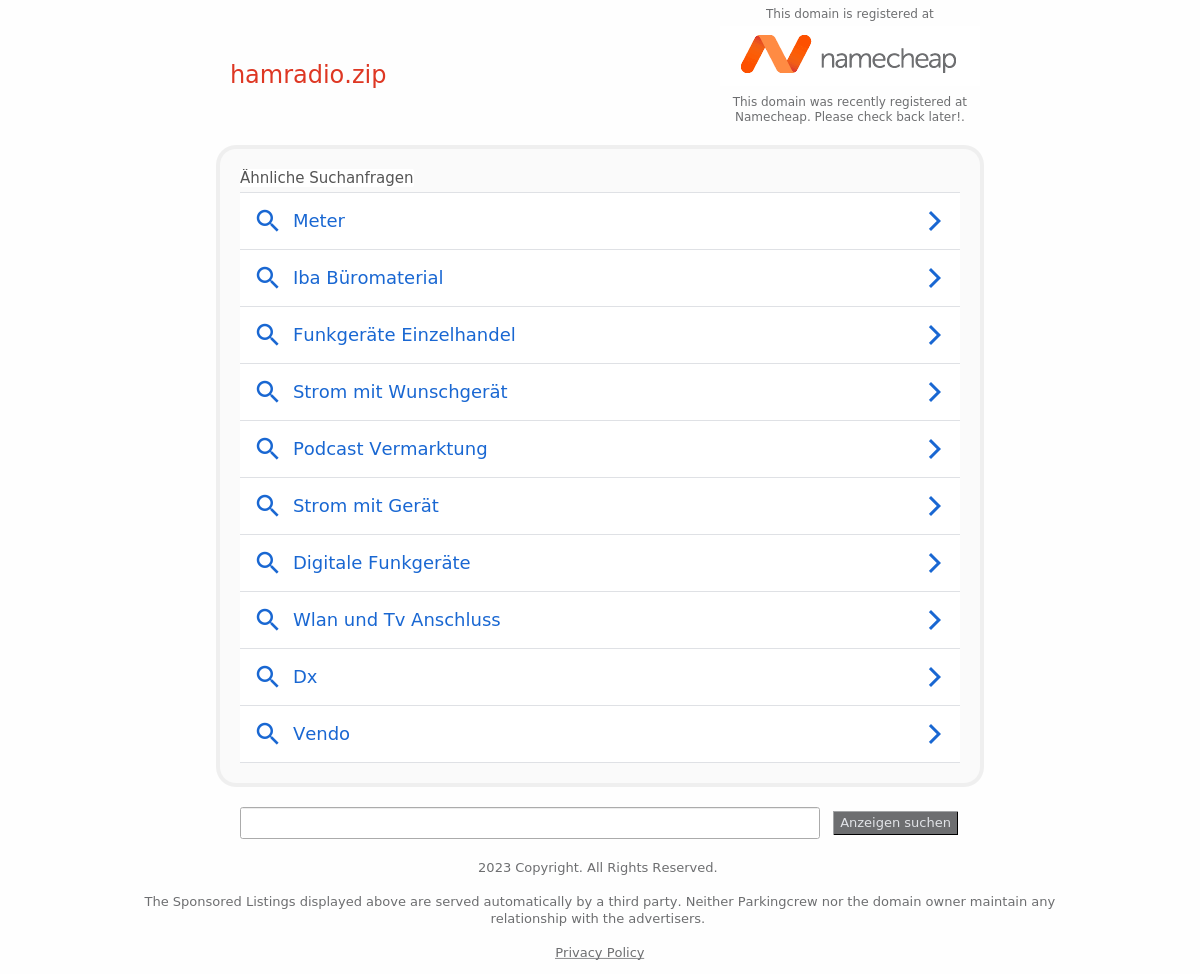 This domain is registered at
hamradio.zip
namecheap
This domain was recently registered at
Namecheap. Please check back later!.
Ähnliche Suchanfragen
Meter
Iba Büromaterial
Funkgeräte Einzelhandel
Strom mit Wunschgerät
Podcast Vermarktung
Strom mit Gerät
Digitale Funkgeräte
Wlan und Tv Anschluss
Dx
Vendo
Anzeigen suchen
2023 Copyright. All Rights Reserved.
The Sponsored Listings displayed above are served automatically by a third party. Neither Parkingcrew nor the domain owner maintain any
relationship with the advertisers.
Privacy Policy